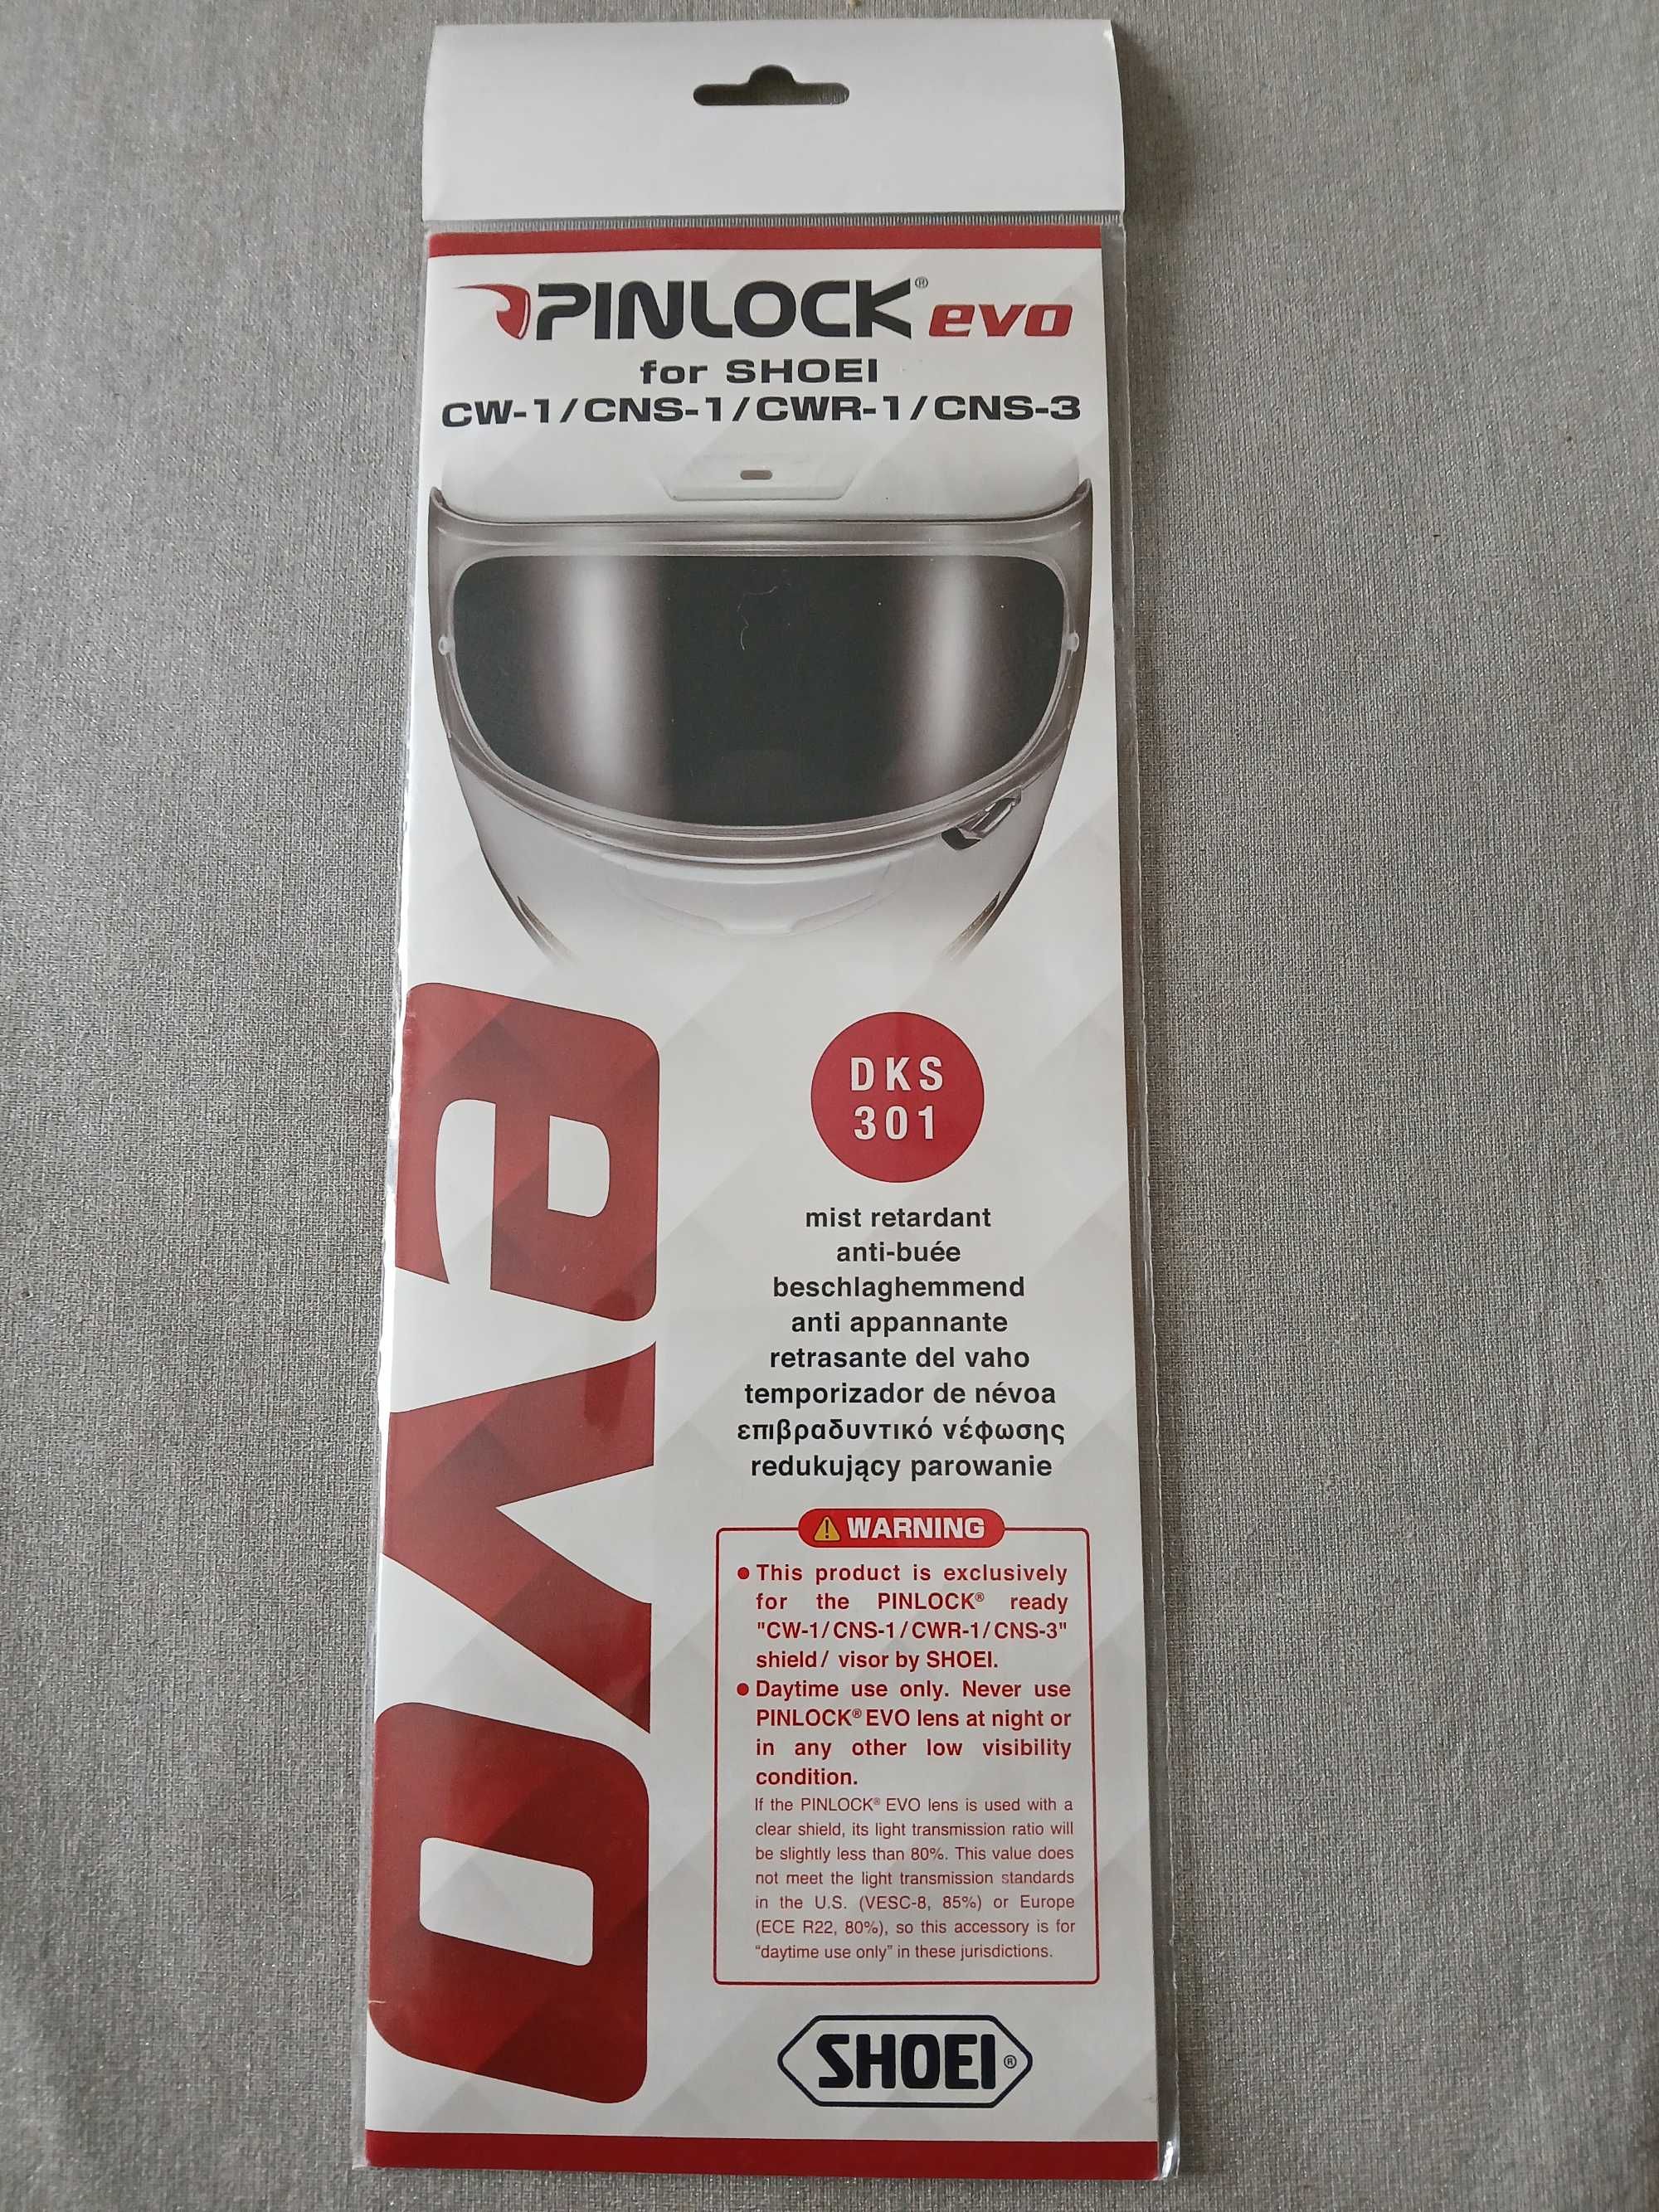 PINLOCK® evo
for SHOEI
CW-1/CNS-1/CWR-1/CNS-3
evo
DKS
301
mist retardant
anti-buée
beschlaghemmend
anti appannante
retrasante del vaho
temporizador de névoa
επιβραδυντικό νέφωσης
redukujący parowanie
WARNING
● This product is exclusively
for the PINLOCK® ready
"CW-1/CNS-1/CWR-1/CNS-3"
shield/ visor by SHOEI.
● Daytime use only. Never use
PINLOCK® EVO lens at night or
in any other low visibility
condition.
If the PINLOCK® EVO lens is used with a
clear shield, its light transmission ratio will
be slightly less than 80%. This value does
not meet the light transmission standards
in the U.S. (VESC-8, 85%) or Europe
(ECE R22, 80%), so this accessory is for
“daytime use only” in these jurisdictions.
SHOEI®